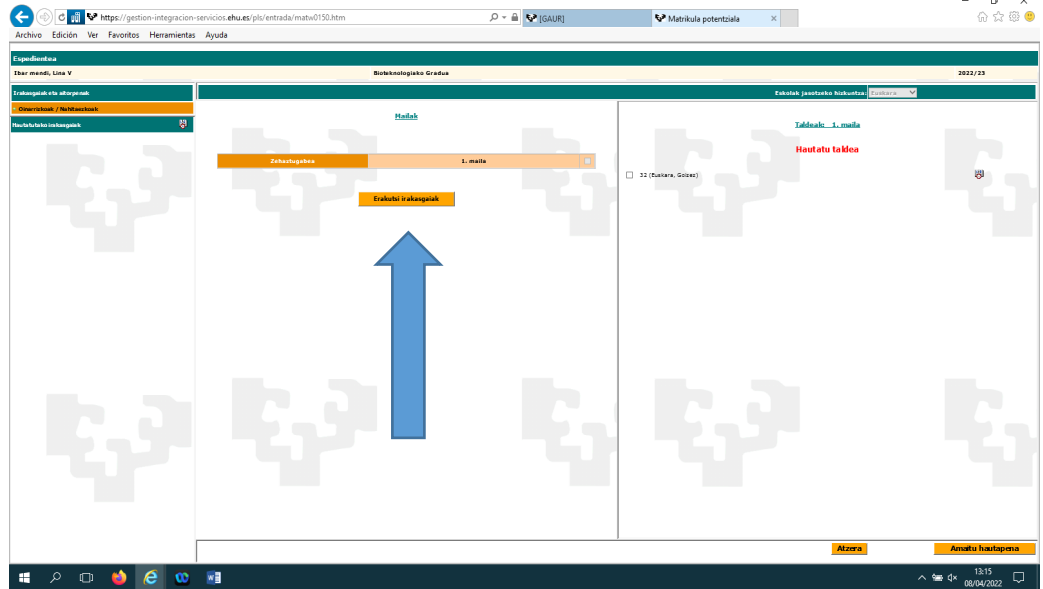 https://gestion-integracion-servicios.ehu.es/pls/entrada/matw0150.htm
[GAUR]
Matrikula potentziala
Archivo Edición Ver Favoritos Herramientas Ayuda
Espedientea
Ibar mendi, Lina V Bioteknologiako Gradua 2022/23
Irakasgaiak eta aitorpenak
Eskolak jasotzeko hizkuntza: Euskara
Oinarrizkoak / Nahitaezkoak
Hautatutako irakasgaiak
Mailak
Zehaztugabea 1. maila
Erakutsi irakasgaiak
Taldeak: 1. maila
Hautatu taldea
32 (Euskara, Goizez)
Atzera
Amaitu hautapena
13:15
08/04/2022